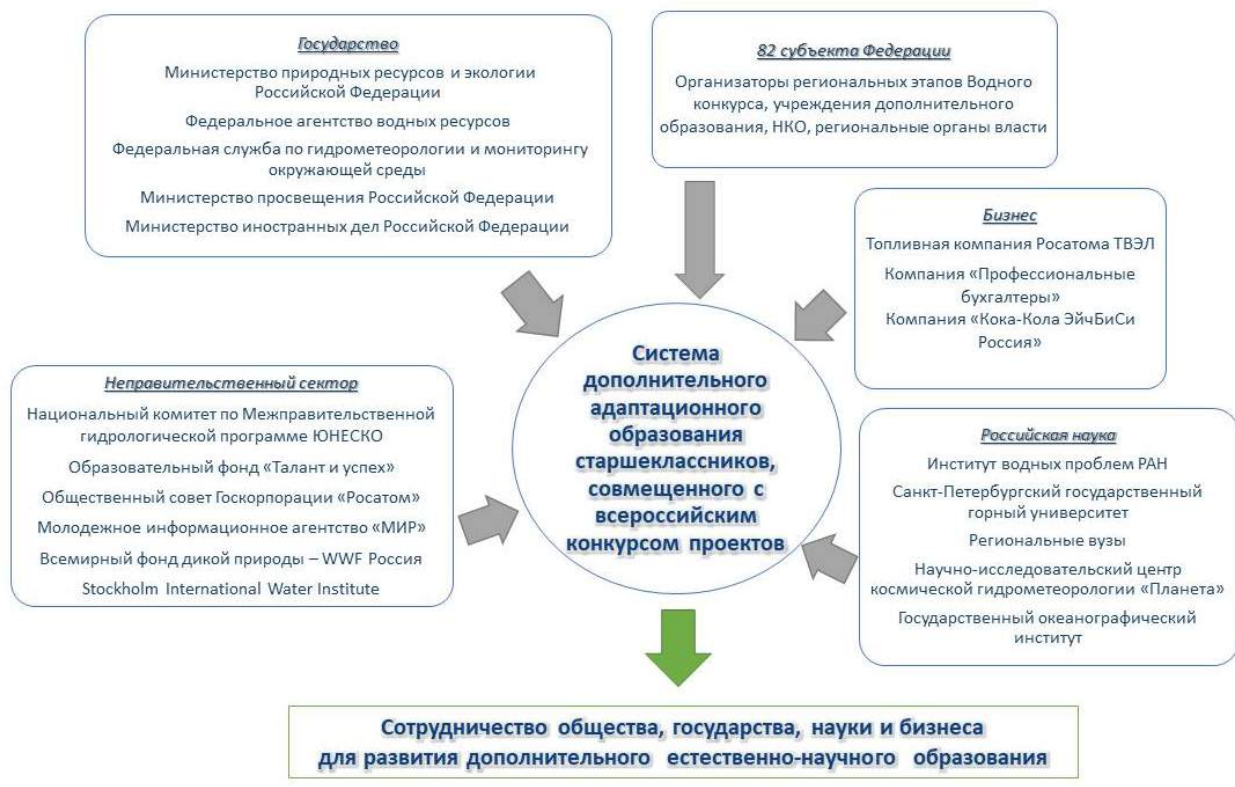 Государство
Министерство природных ресурсов и экологии
Российской Федерации
Федеральное агентство водных ресурсов
Федеральная служба по гидрометеорологии и мониторингу
окружающей среды
Министерство просвещения Российской Федерации
Министерство иностранных дел Российской Федерации
82 субъекта Федерации
Организаторы региональных этапов Водного
конкурса, учреждения дополнительного
образования, НКО, региональные органы власти
Бизнес
Топливная компания Росатома ТВЭЛ
Компания «Профессиональные
бухгалтеры»
Компания «Кока-Кола ЭйчБиСи
Россия»
Неправительственный сектор
Национальный комитет по Межправительственной
гидрологической программе ЮНЕСКО
Образовательный фонд «Талант и успех»
Общественный совет Госкорпорации «Росатом»
Молодежное информационное агентство «МИР»
Всемирный фонд дикой природы – WWF Россия
Stockholm International Water Institute
Система
дополнительного
адаптационного
образования
старшеклассников,
совмещенного с
всероссийским
конкурсом проектов
Российская наука
Институт водных проблем РАН
Санкт-Петербургский государственный
горный университет
Региональные вузы
Научно-исследовательский центр
космической гидрометеорологии «Планета»
Государственный океанографический
институт
Сотрудничество общества, государства, науки и бизнеса
для развития дополнительного естественно-научного образования